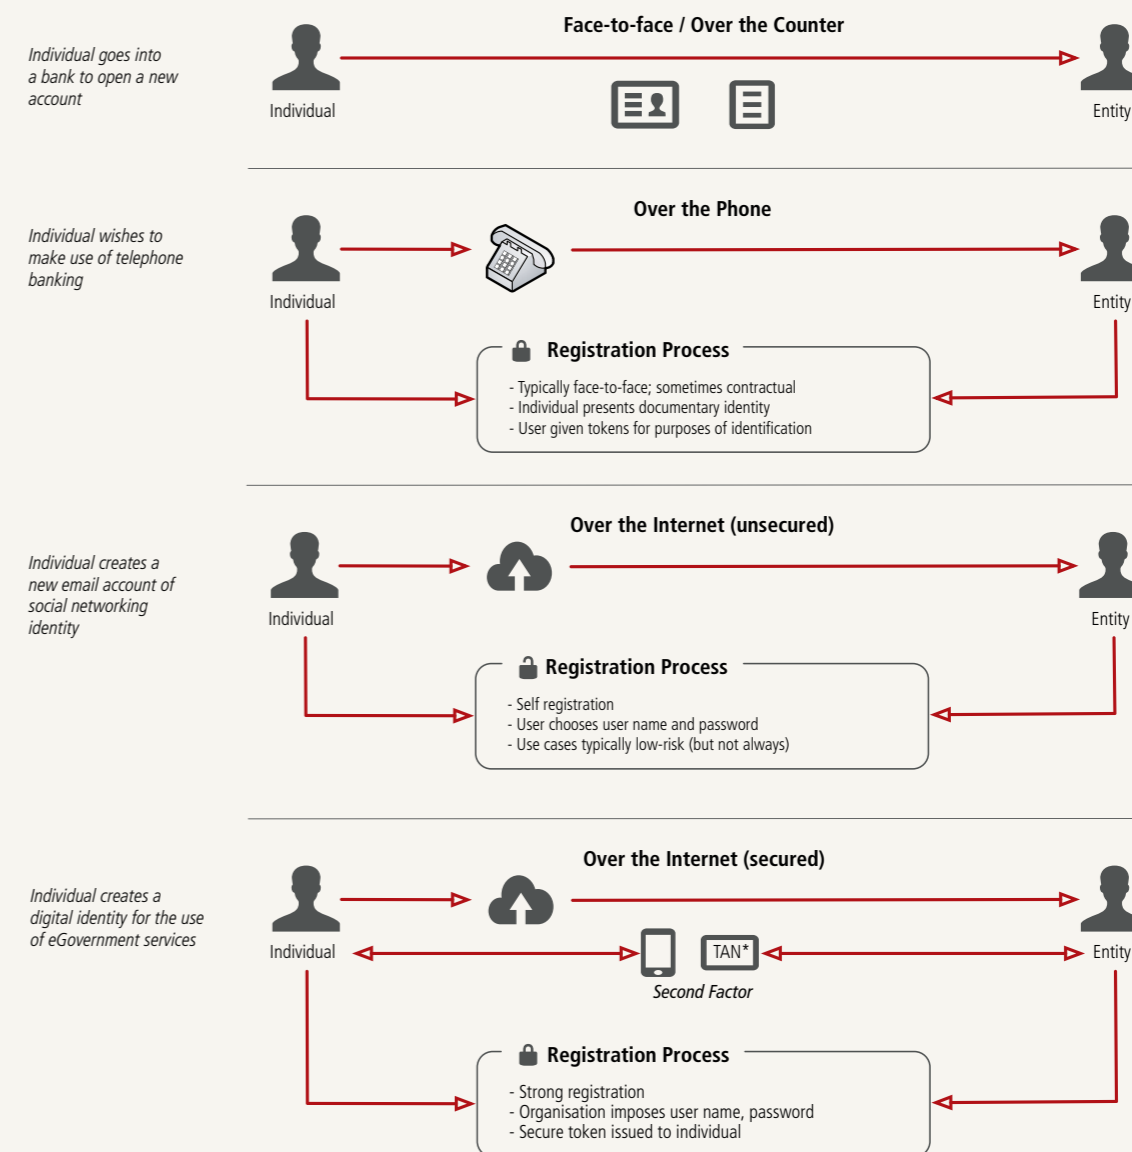 Face-to-face / Over the Counter
Individual goes into
a bank to open a new
account
Individual
Entity
Over the Phone
Individual wishes to
make use of telephone
banking
Individual
Entity
Registration Process
- Typically face-to-face; sometimes contractual
- Individual presents documentary identity
- User given tokens for purposes of identification
Over the Internet (unsecured)
Individual creates a
new email account of
social networking
identity
Individual
Entity
Registration Process
- Self registration
- User chooses user name and password
- Use cases typically low-risk (but not always)
Over the Internet (secured)
Individual creates a
digital identity for the use
of eGovernment services
Individual
TAN*
Entity
Second Factor
Registration Process
- Strong registration
- Organisation imposes user name, password
- Secure token issued to individual